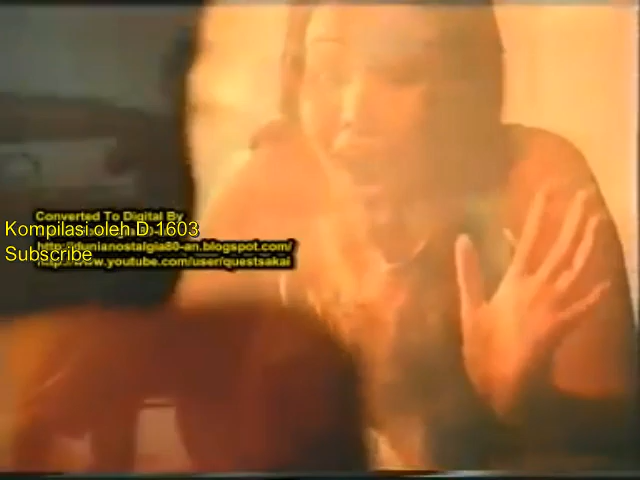 Converted To Digital By
Kompilasi oleh D 1603
http://dunianostalgia80-an.blogspot.com/
Subscribe
http://www.youtube.com/user/questsakai